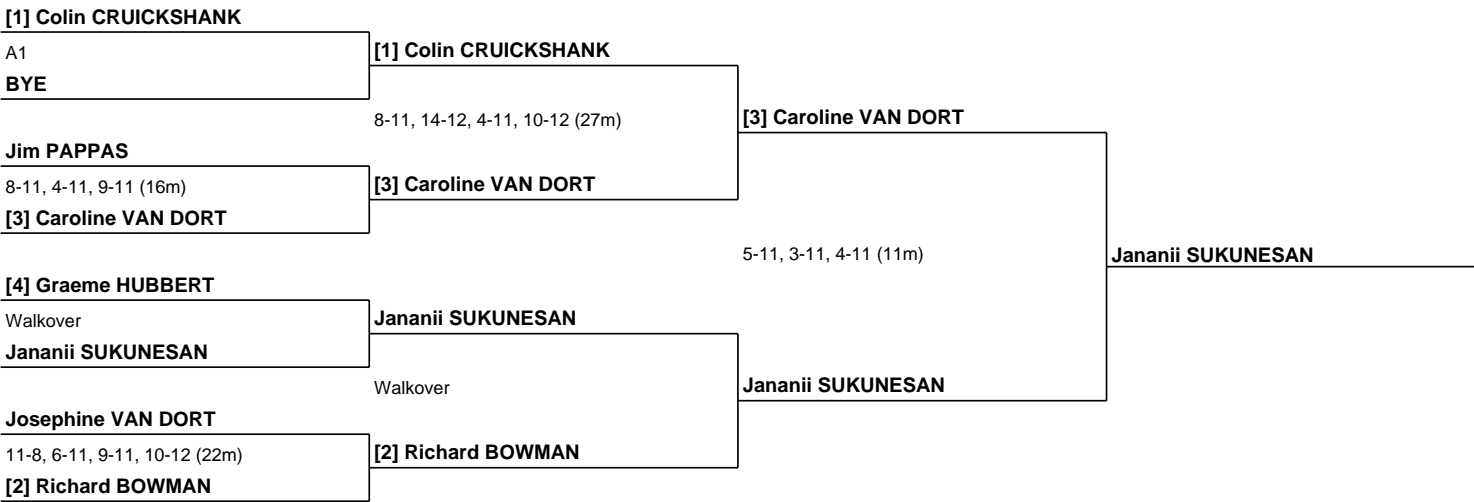 [1] Colin CRUICKSHANK
A1
BYE
Jim PAPPAS
8-11, 4-11, 9-11 (16m)
[3] Caroline VAN DORT
[4] Graeme HUBBERT
Walkover
Jananii SUKUNESAN
Josephine VAN DORT
11-8, 6-11, 9-11, 10-12 (22m)
[2] Richard BOWMAN
[1] Colin CRUICKSHANK
8-11, 14-12, 4-11, 10-12 (27m)
[3] Caroline VAN DORT
Jananii SUKUNESAN
Walkover
[2] Richard BOWMAN
[3] Caroline VAN DORT
5-11, 3-11, 4-11 (11m)
Jananii SUKUNESAN
Jananii SUKUNESAN